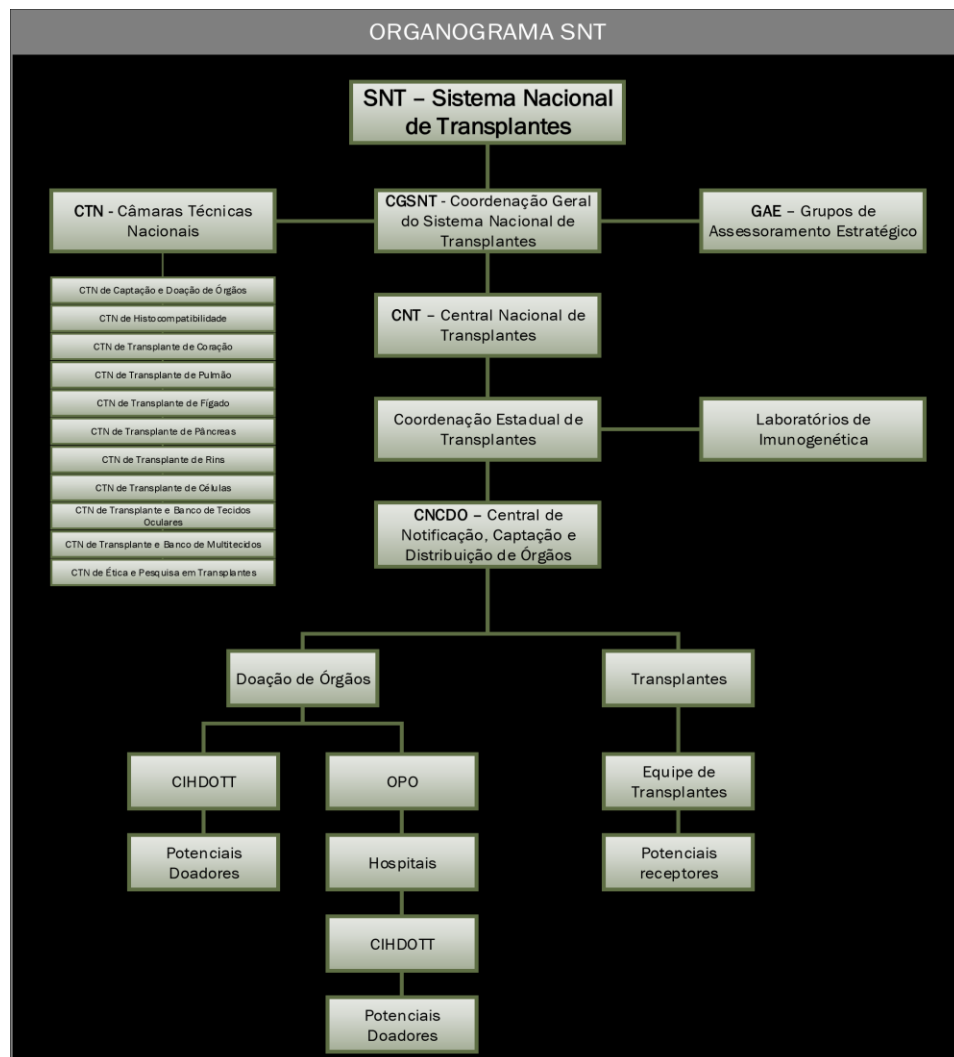 ORGANOGRAMA SNT
SNT – Sistema Nacional
de Transplantes
CTN - Câmaras Técnicas
Nacionais
CGSNT - Coordenação Geral
do Sistema Nacional de
Transplantes
GAE – Grupos de
Assessoramento Estratégico
CTN de Captação e Doação de Órgãos
CTN de Histocompatibilidade
CTN de Transplante de Coração
CTN de Transplante de Pulmão
CTN de Transplante de Fígado
CTN de Transplante de Pâncreas
CTN de Transplante de Rins
CTN de Transplante de Células
CTN de Transplante e Banco de Tecidos
Oculares
CTN de Transplante e Banco de Multitecidos
CTN de Ética e Pesquisa em Transplantes
CNT – Central Nacional de
Transplantes
Coordenação Estadual de
Transplantes
Laboratórios de
Imunogenética
CNCDO – Central de
Notificação, Captação e
Distribuição de Órgãos
Doação de Órgãos
Transplantes
CIHDOTT
OPO
Equipe de
Transplantes
Potenciais
Doadores
Hospitais
Potenciais
receptores
CIHDOTT
Potenciais
Doadores